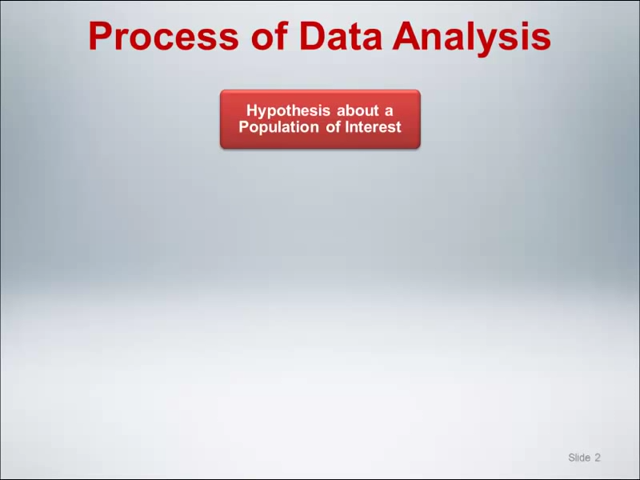 Process of Data Analysis
Hypothesis about a
Population of Interest
Slide 2